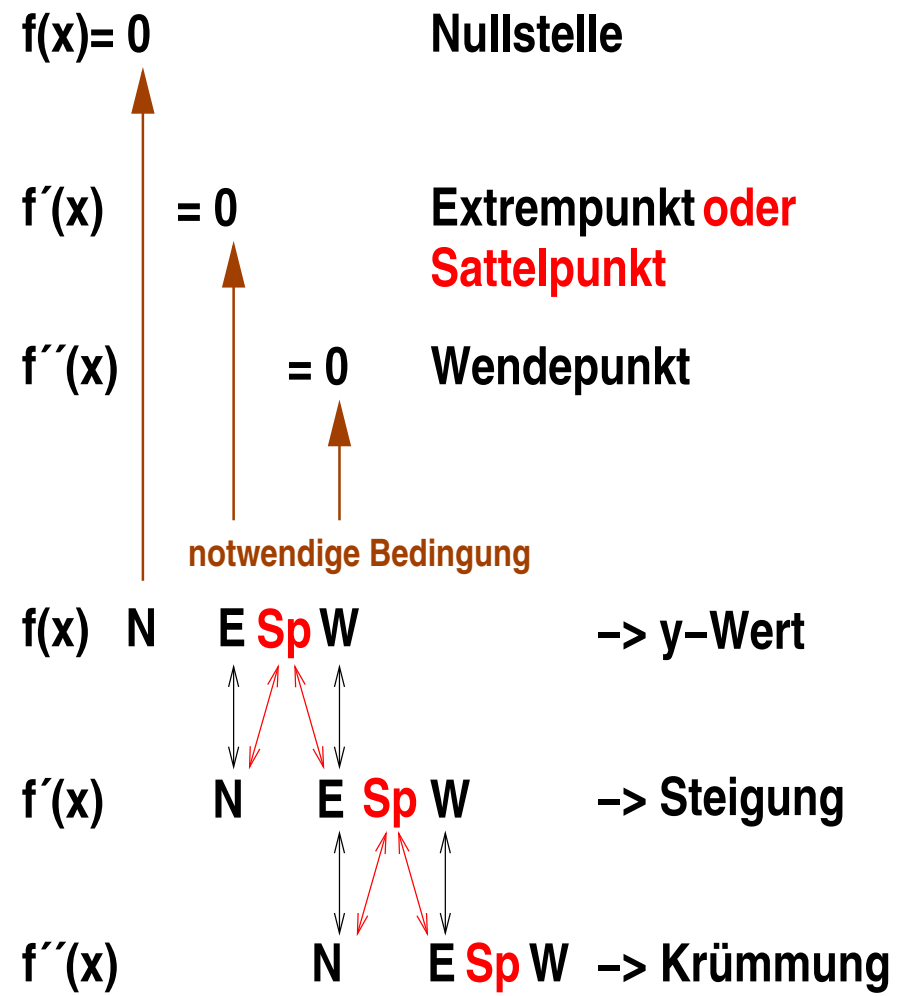 f(x)= 0 Nullstelle
f´(x) = 0 Extrempunkt oder
Sattelpunkt
f´´(x) = 0 Wendepunkt
notwendige Bedingung
f(x) N E Sp W –> y–Wert
f´(x) N E Sp W –> Steigung
f´´(x) N E Sp W –> Krümmung